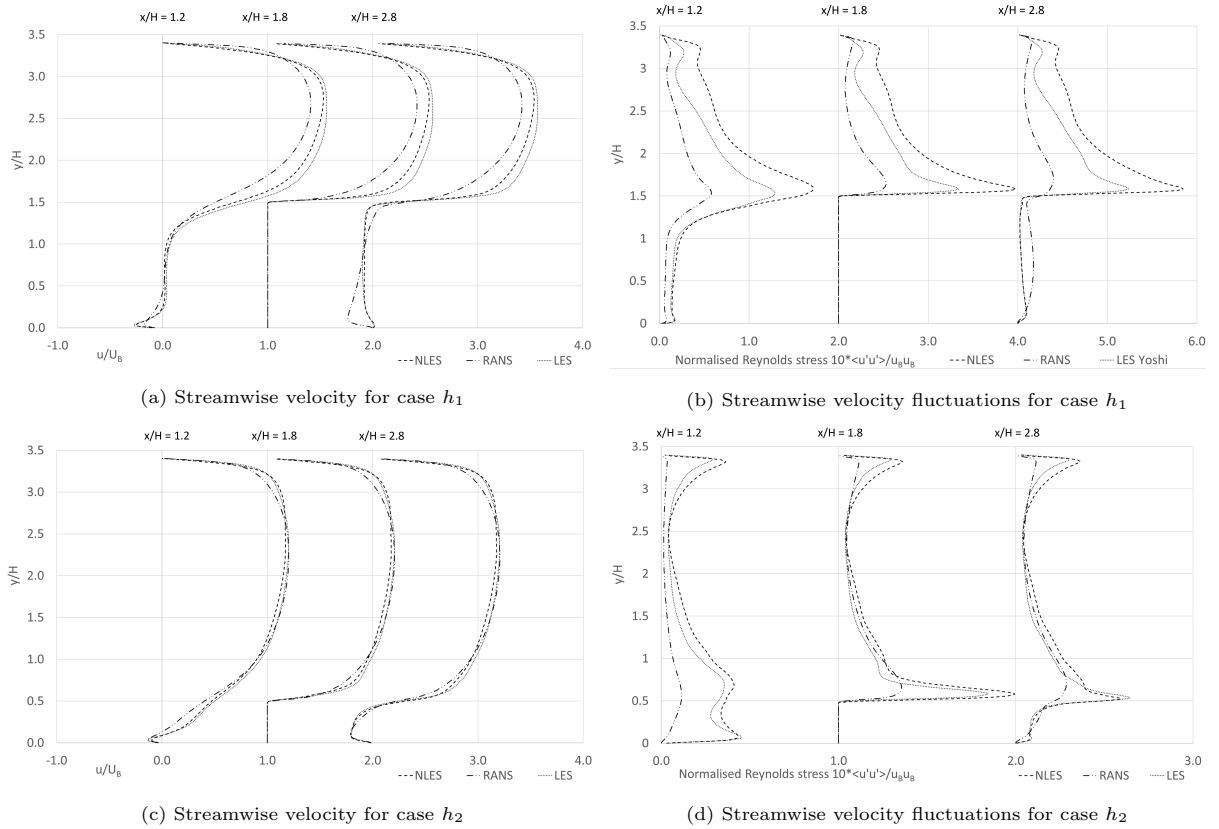 x/H = 1.2 x/H = 1.8 x/H = 2.8
3.5
3.0
2.5
2.0
1.5
1.0
0.5
0.0
y/H
-1.0 0.0 1.0 2.0 3.0 4.0
u/UB ---NLES —··RANS ······LES
(a) Streamwise velocity for case h1
x/H = 1.2 x/H = 1.8 x/H = 2.8
3.5
3
2.5
2
1.5
1
0.5
0
y/H
0.0 1.0 2.0 3.0 4.0 5.0 6.0
Normalised Reynolds stress 10*<u'u'>/uBuB NLES RANS LES Yoshi
(b) Streamwise velocity fluctuations for case h1
x/H = 1.2 x/H = 1.8 x/H = 2.8
3.5
3.0
2.5
2.0
1.5
1.0
0.5
0.0
y/H
-1.0 0.0 1.0 2.0 3.0 4.0
u/UB NLES RANS LES
(c) Streamwise velocity for case h2
x/H = 1.2 x/H = 1.8 x/H = 2.8
3.5
3
2.5
2
1.5
1
0.5
0
y/H
0.0 1.0 2.0 3.0
Normalised Reynolds stress 10*<u'u'>/uBuB NLES RANS LES
(d) Streamwise velocity fluctuations for case h2